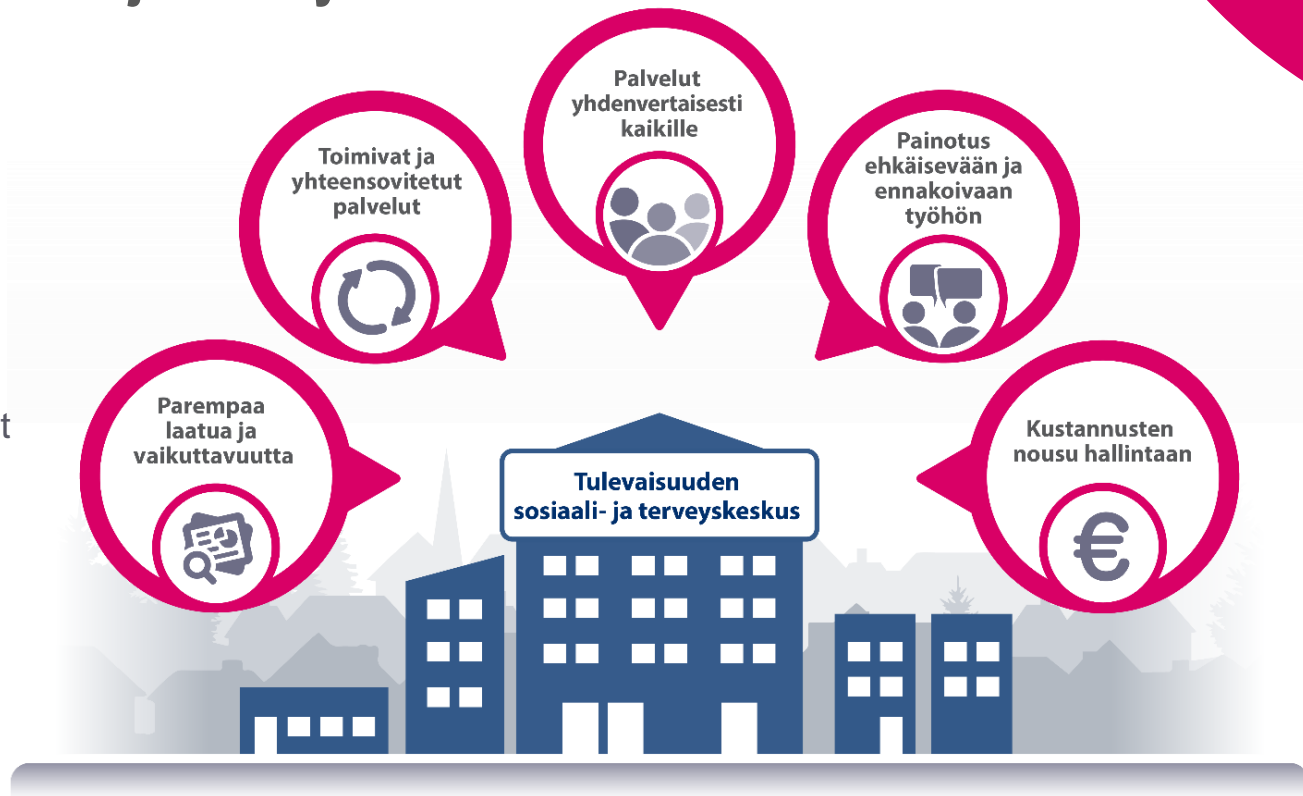 Palvelut
yhdenvertaisesti
kaikille
Toimivat ja
yhteensovitetut
palvelut
Painotus
ehkäisevään ja
ennakoivaan
työhön
Parempaa
laatua ja
vaikuttavuutta
Kustannusten
nousu hallintaan
€
Tulevaisuuden
sosiaali- ja terveyskeskus